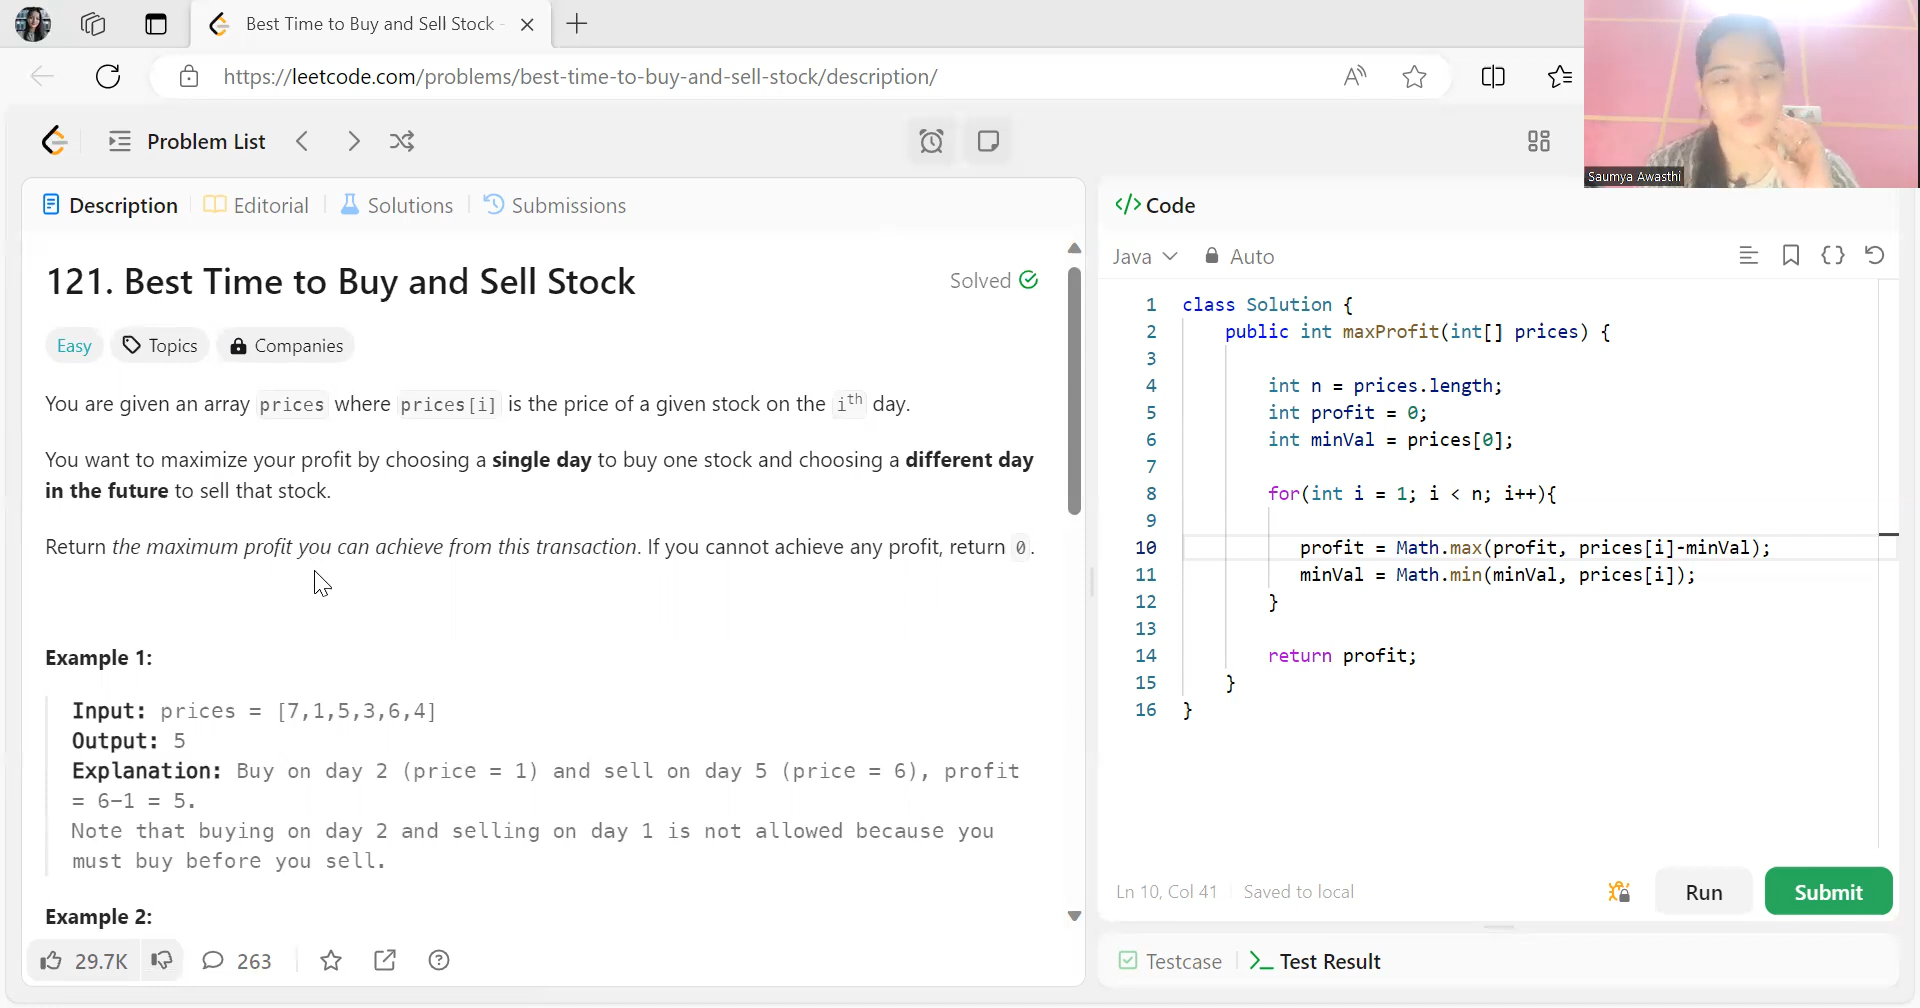 Best Time to Buy and Sell Stock -
https://leetcode.com/problems/best-time-to-buy-and-sell-stock/description/
Saumya Awasthi
Problem List
Description
Editorial
Solutions
Submissions
121. Best Time to Buy and Sell Stock
Solved
Easy
Topics
Companies
You are given an array prices where prices[i] is the price of a given stock on the ith day.
You want to maximize your profit by choosing a single day to buy one stock and choosing a different day
in the future to sell that stock.
Return the maximum profit you can achieve from this transaction. If you cannot achieve any profit, return 0.
Example 1:
Input: prices = [7,1,5,3,6,4]
Output: 5
Explanation: Buy on day 2 (price = 1) and sell on day 5 (price = 6), profit
= 6-1 = 5.
Note that buying on day 2 and selling on day 1 is not allowed because you
must buy before you sell.
Example 2:
29.7K
263
</> Code
Java
Auto
1 class Solution {
2 public int maxProfit(int[] prices) {
3
4 int n = prices.length;
5 int profit = 0;
6 int minVal = prices[0];
7
8 for(int i = 1; i < n; i++){
9
10 profit = Math.max(profit, prices[i]-minVal);
11 minVal = Math.min(minVal, prices[i]);
12 }
13
14 return profit;
15 }
16 }
Ln 10, Col 41
Saved to local
Run
Submit
Testcase
Test Result